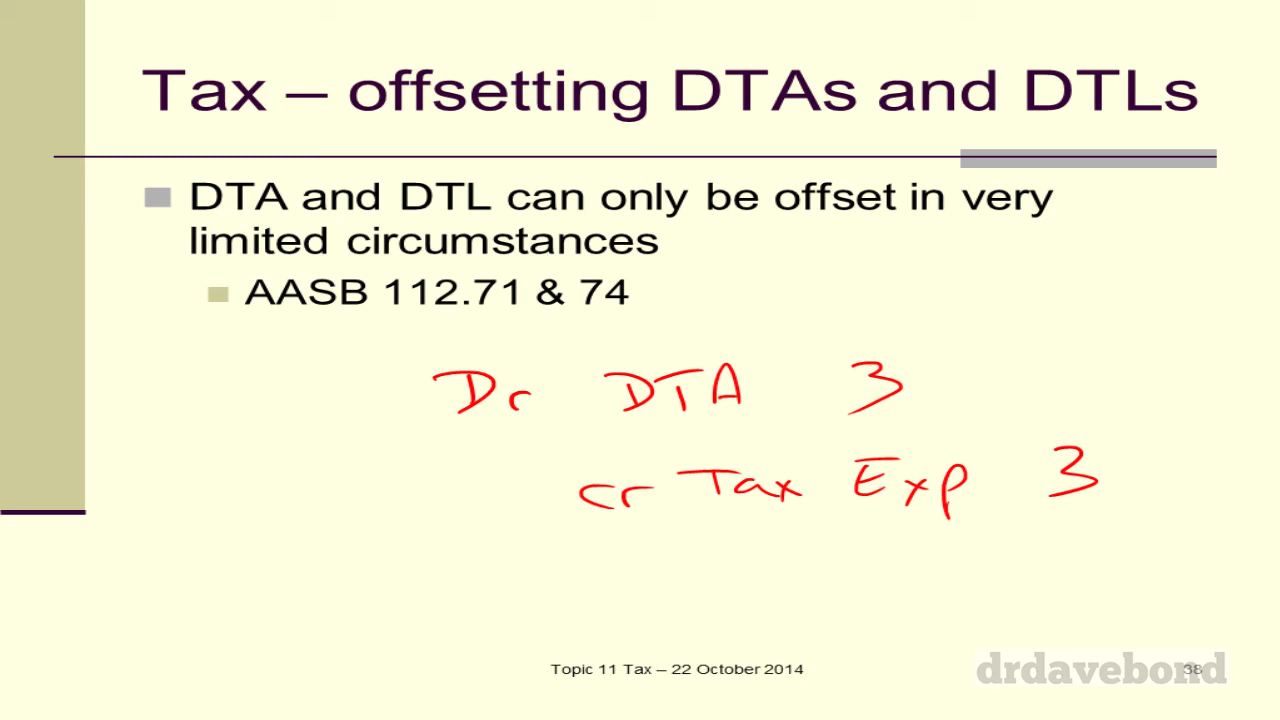 Tax – offsetting DTAs and DTLs
DTA and DTL can only be offset in very
limited circumstances
AASB 112.71 & 74
Dr DTA 3
cr Tax Exp 3
Topic 11 Tax – 22 October 2014
drdavebond
38